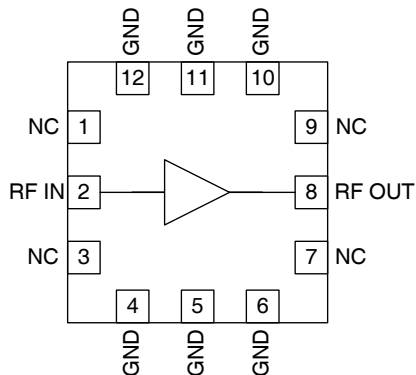 GND GND GND
12 11 10
NC 1 9 NC
RF IN 2 8 RF OUT
NC 3 7 NC
4 5 6
GND GND GND